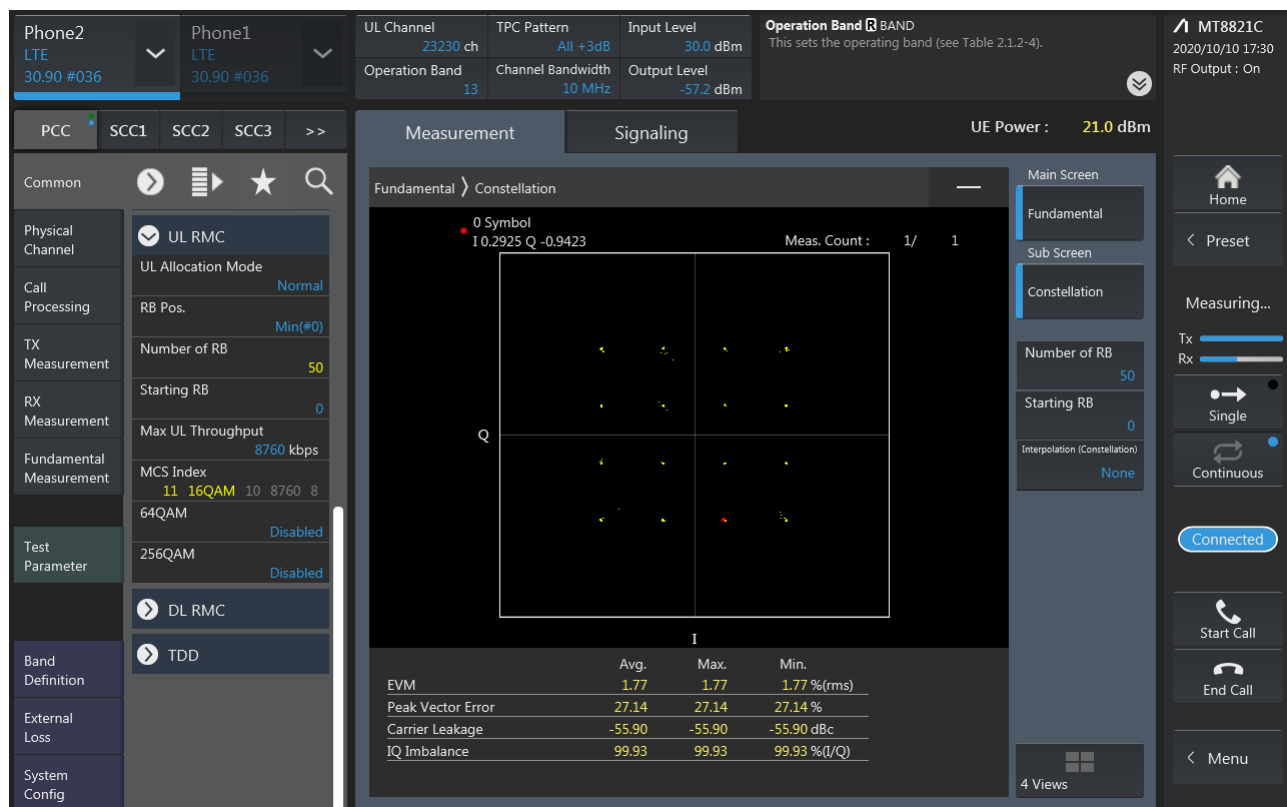 Phone2
LTE
30.90 #036
Phone1
LTE
30.90 #036
UL Channel
23230 ch
TPC Pattern
All +3dB
Input Level
30.0 dBm
Operation Band
13
Channel Bandwidth
10 MHz
Output Level
-57.2 dBm
Operation Band R BAND
This sets the operating band (see Table 2.1.2-4).
MT8821C
2020/10/10 17:30
RF Output : On
PCC SCC1 SCC2 SCC3 >>
Measurement
Signaling
UE Power : 21.0 dBm
Common
Physical
Channel
Call
Processing
TX
Measurement
RX
Measurement
Fundamental
Measurement
Test
Parameter
Band
Definition
External
Loss
System
Config
UL RMC
UL Allocation Mode
Normal
RB Pos.
Min(#0)
Number of RB
50
Starting RB
0
Max UL Throughput
8760 kbps
MCS Index
11 16QAM 10 8760 8
64QAM
Disabled
256QAM
Disabled
DL RMC
TDD
Fundamental ⟩ Constellation
0 Symbol
I 0.2925 Q -0.9423
Meas. Count : 1/ 1
Q
I
Avg. Max. Min.
EVM 1.77 1.77 1.77 %(rms)
Peak Vector Error 27.14 27.14 27.14 %
Carrier Leakage -55.90 -55.90 -55.90 dBc
IQ Imbalance 99.93 99.93 99.93 %(I/Q)
Main Screen
Fundamental
Sub Screen
Constellation
Number of RB
50
Starting RB
0
Interpolation (Constellation)
None
4 Views
Home
< Preset
Measuring...
Tx
Rx
Single
Continuous
Connected
Start Call
End Call
< Menu